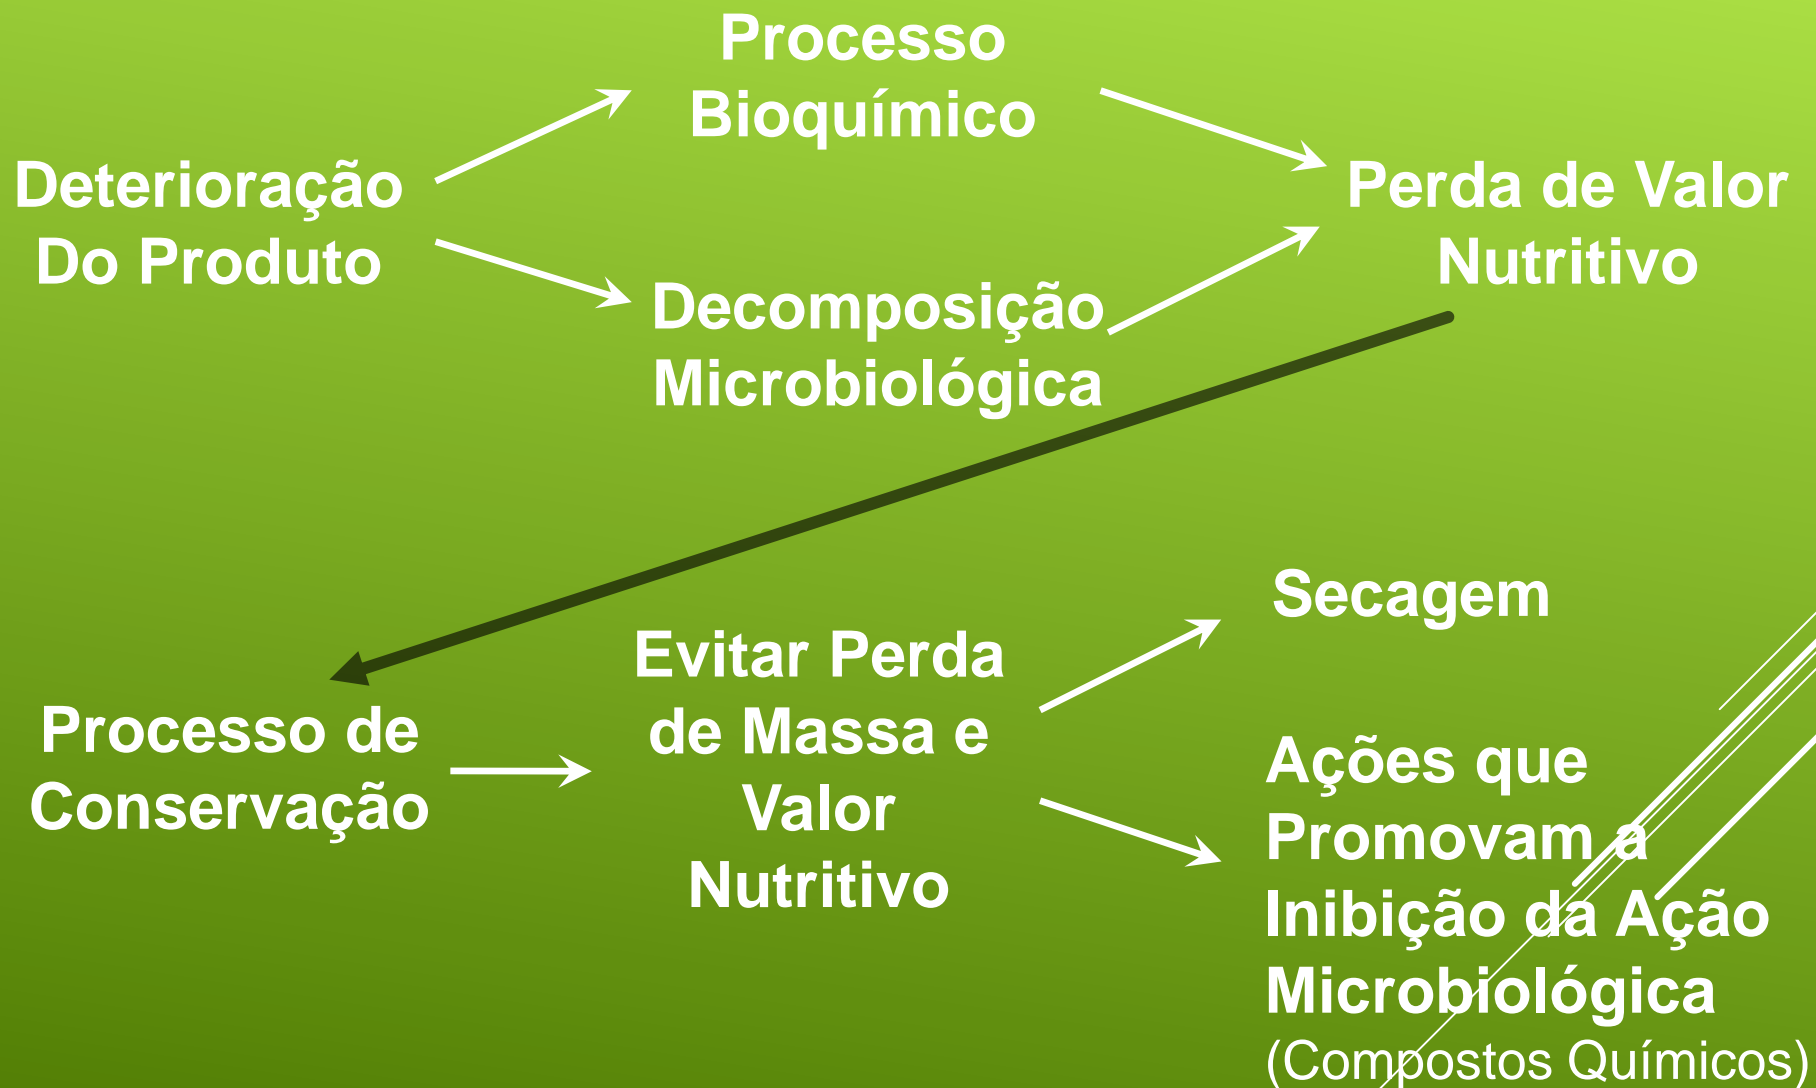 Processo
Bioquímico
Deterioração
Do Produto
Perda de Valor
Nutritivo
Decomposição
Microbiológica
Secagem
Evitar Perda
de Massa e
Valor
Nutritivo
Processo de
Conservação
Ações que
Promovam a
Inibição da Ação
Microbiológica
(Compostos Químicos)